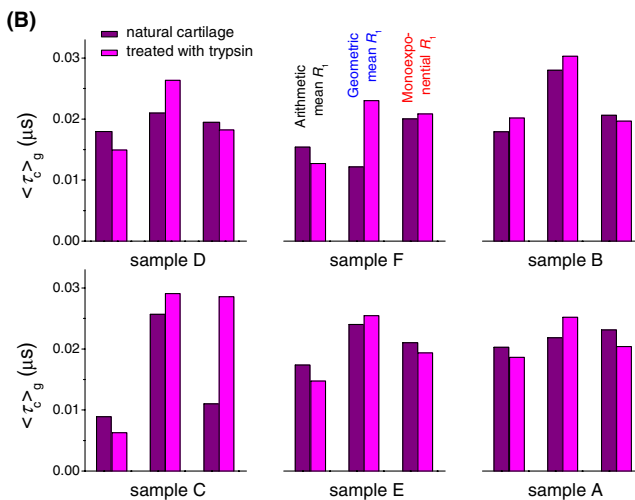 (B)
natural cartilage
treated with trypsin
Arithmetic
mean R₁
Geometric
mean R₁
Monoexpo-
nential R₁
<τc>g (μs)
0.03
0.02
0.01
0.00
sample D
sample F
sample B
<τc>g (μs)
0.03
0.02
0.01
0.00
sample C
sample E
sample A